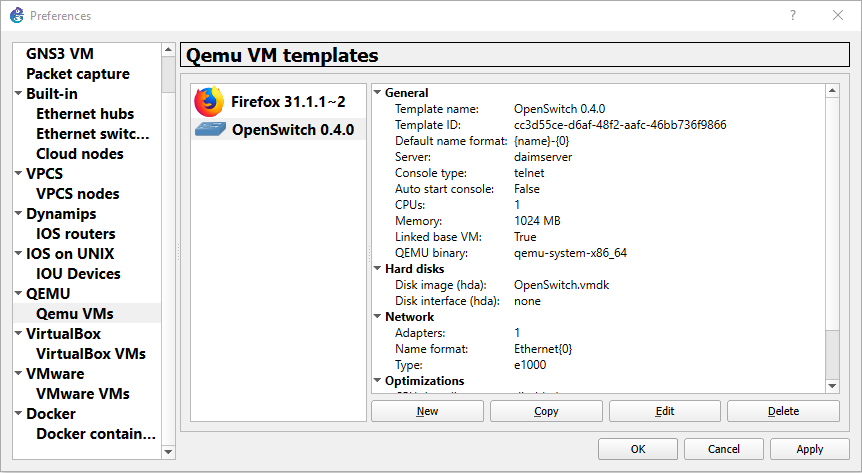 Preferences
GNS3 VM
Packet capture
Built-in
Ethernet hubs
Ethernet switc...
Cloud nodes
VPCS
VPCS nodes
Dynamips
IOS routers
IOS on UNIX
IOU Devices
QEMU
Qemu VMs
VirtualBox
VirtualBox VMs
VMware
VMware VMs
Docker
Docker contain...
Qemu VM templates
Firefox 31.1.1~2
OpenSwitch 0.4.0
General
Template name: OpenSwitch 0.4.0
Template ID: cc3d55ce-d6af-48f2-aafc-46bb736f9866
Default name format: {name}-{0}
Server: daimserver
Console type: telnet
Auto start console: False
CPUs: 1
Memory: 1024 MB
Linked base VM: True
QEMU binary: qemu-system-x86_64
Hard disks
Disk image (hda): OpenSwitch.vmdk
Disk interface (hda): none
Network
Adapters: 1
Name format: Ethernet{0}
Type: e1000
Optimizations
New Copy Edit Delete
OK Cancel Apply